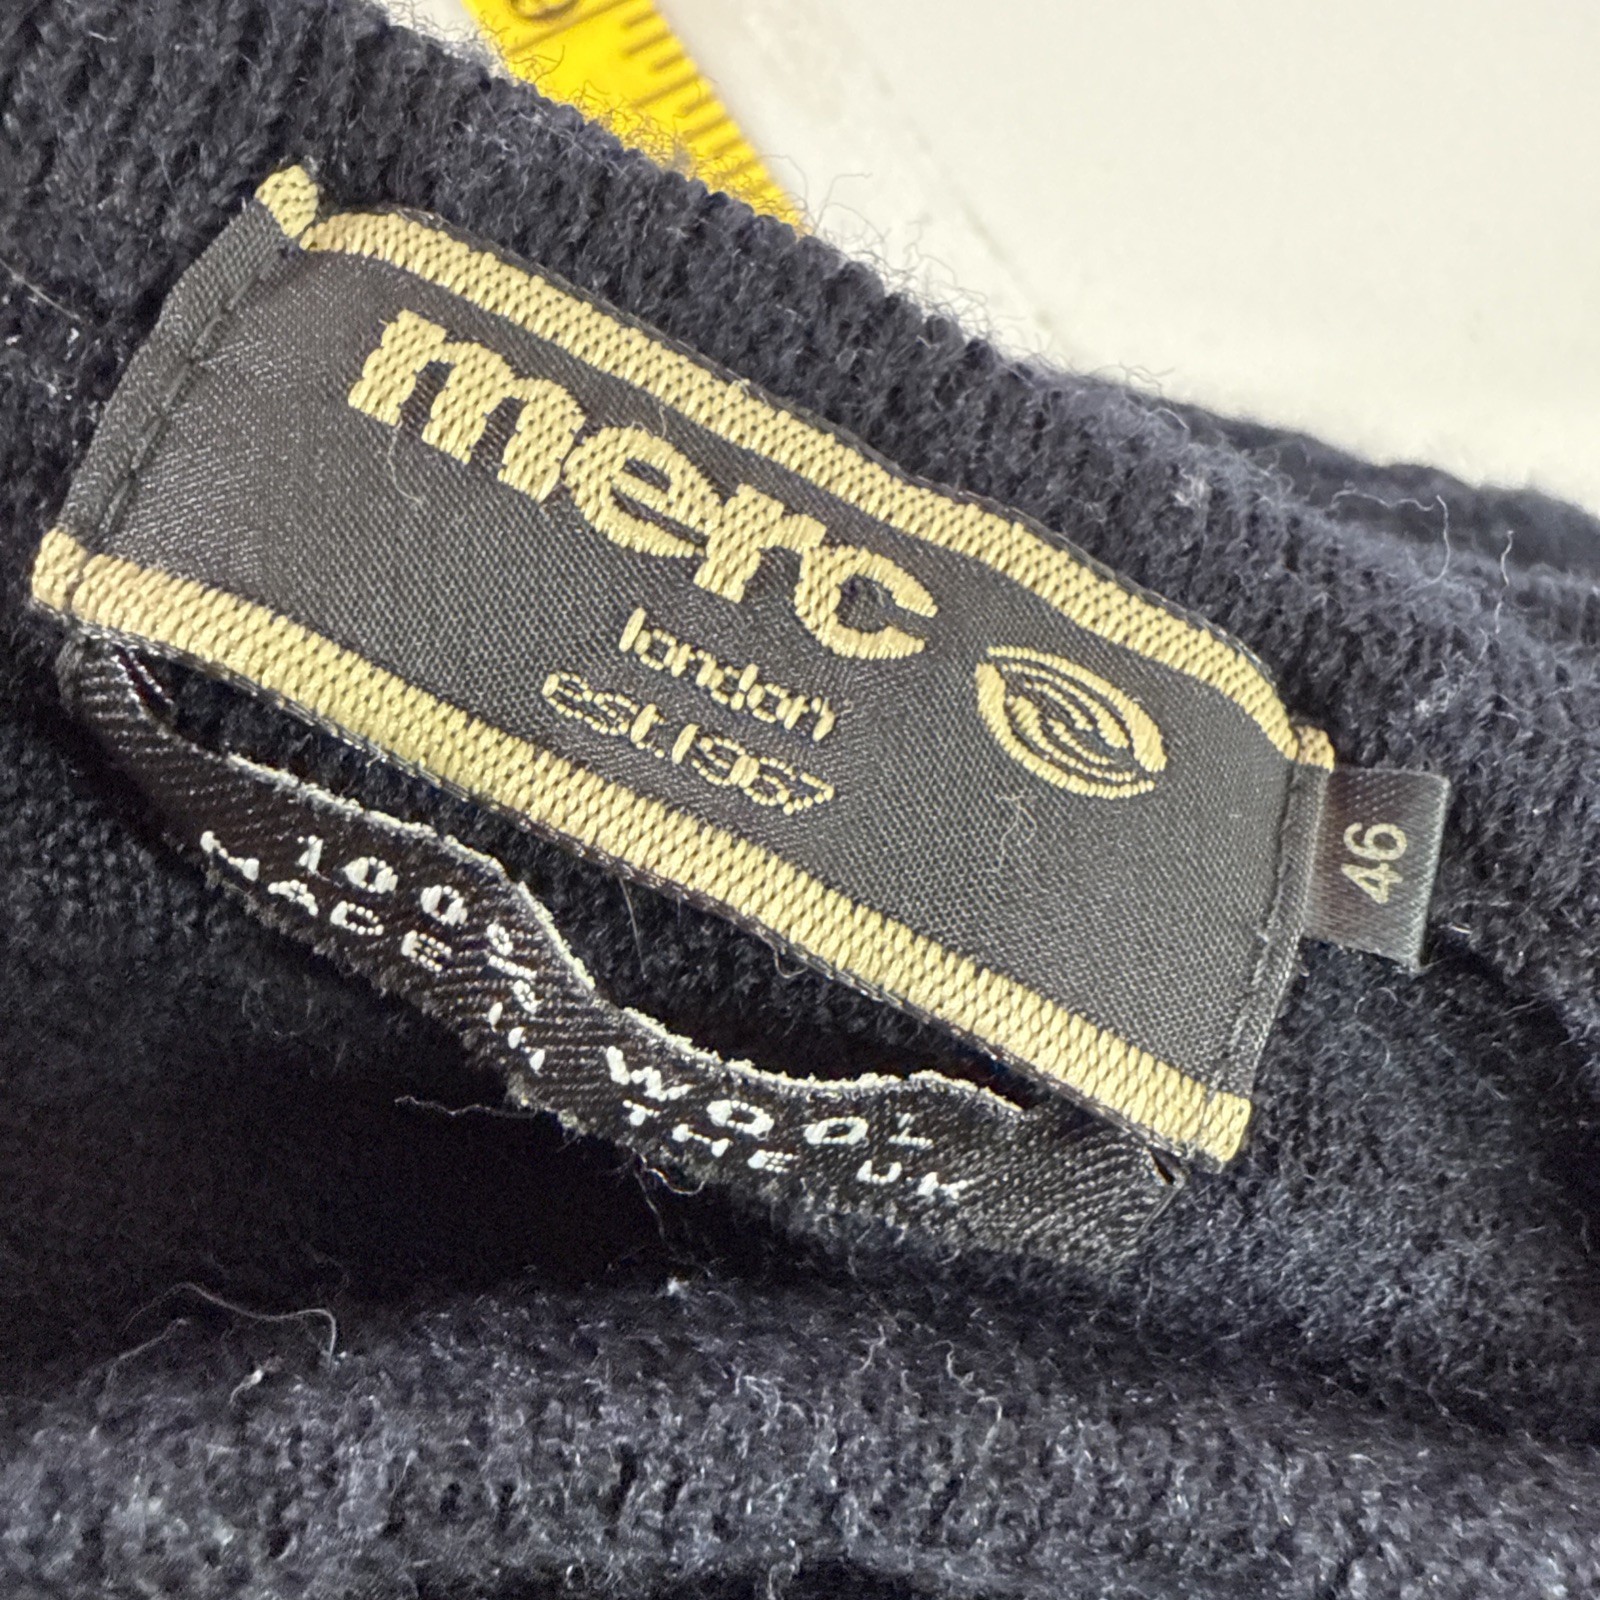 merc
london
est.1967
46
100% WOOL
MADE IN THE UK